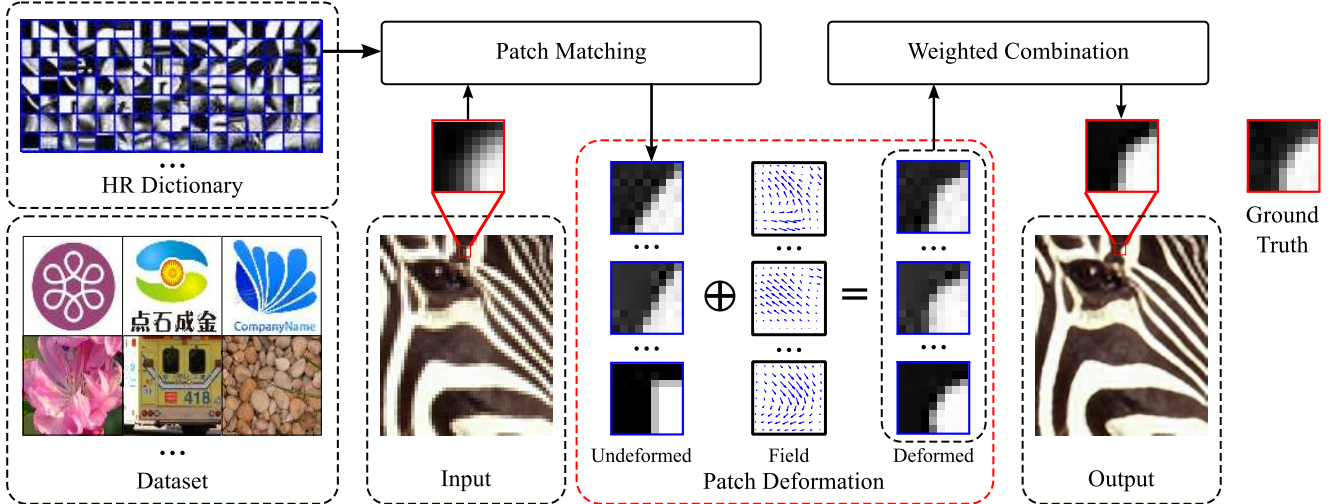 Patch Matching
Weighted Combination
...
HR Dictionary
Ground
Truth
点石成金
CompanyName
418
...
Dataset
Input
...
...
...
⊕
=
...
...
...
Undeformed
Field
Deformed
Patch Deformation
Output